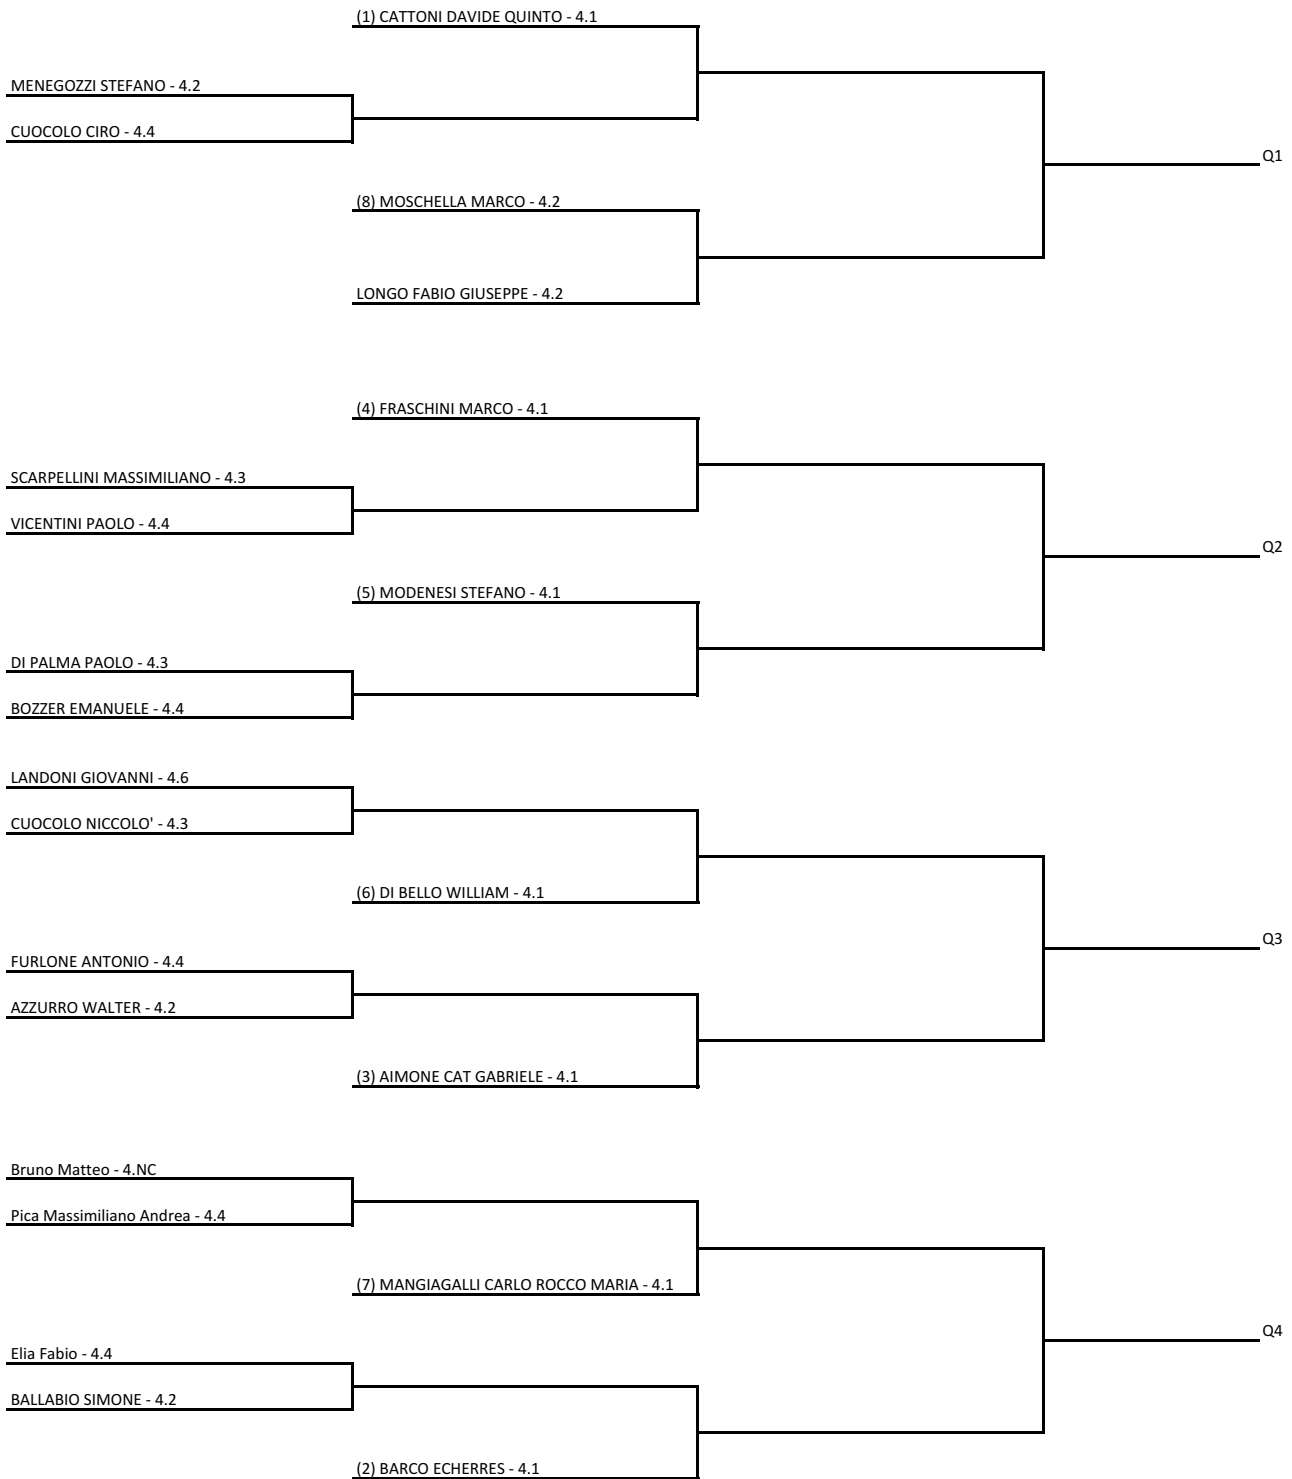 (1) CATTONI DAVIDE QUINTO - 4.1
MENEGOZZI STEFANO - 4.2
CUOCOLO CIRO - 4.4
Q1
(8) MOSCHELLA MARCO - 4.2
LONGO FABIO GIUSEPPE - 4.2
(4) FRASCHINI MARCO - 4.1
SCARPELLINI MASSIMILIANO - 4.3
VICENTINI PAOLO - 4.4
Q2
(5) MODENESI STEFANO - 4.1
DI PALMA PAOLO - 4.3
BOZZER EMANUELE - 4.4
LANDONI GIOVANNI - 4.6
CUOCOLO NICCOLO' - 4.3
(6) DI BELLO WILLIAM - 4.1
Q3
FURLONE ANTONIO - 4.4
AZZURRO WALTER - 4.2
(3) AIMONE CAT GABRIELE - 4.1
Bruno Matteo - 4.NC
Pica Massimiliano Andrea - 4.4
(7) MANGIAGALLI CARLO ROCCO MARIA - 4.1
Q4
Elia Fabio - 4.4
BALLABIO SIMONE - 4.2
(2) BARCO ECHERRES - 4.1